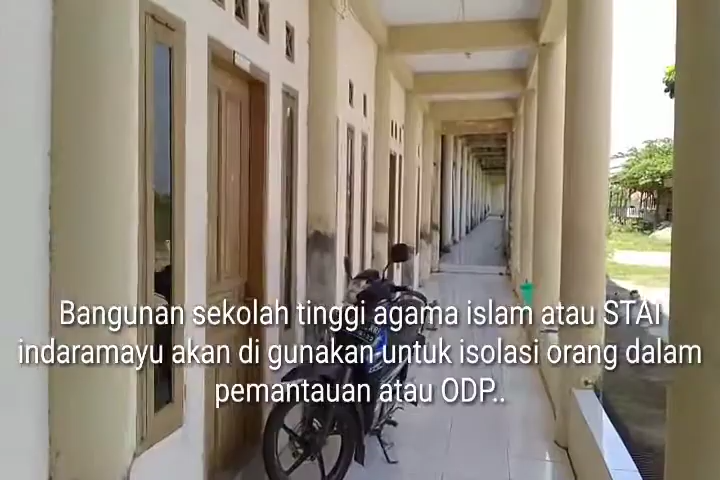 Bangunan sekolah tinggi agama islam atau STAI
indaramayu akan di gunakan untuk isolasi orang dalam
pemantauan atau ODP..